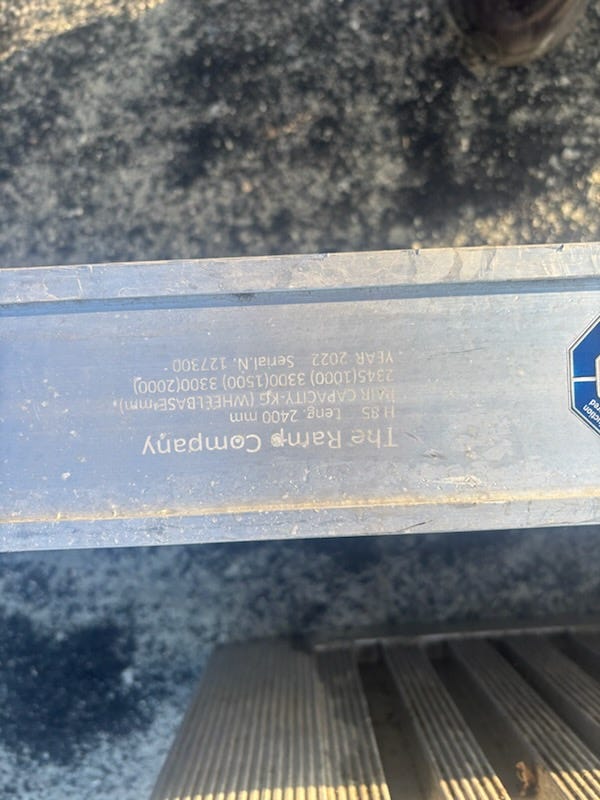 The Ramp Company
H 85 Leng. 2400 mm
PAIR CAPACITY-KG (WHEELBASE-mm)
2345(1000) 3300(1500) 3300(2000)
YEAR 2022 Serial.N. 127300